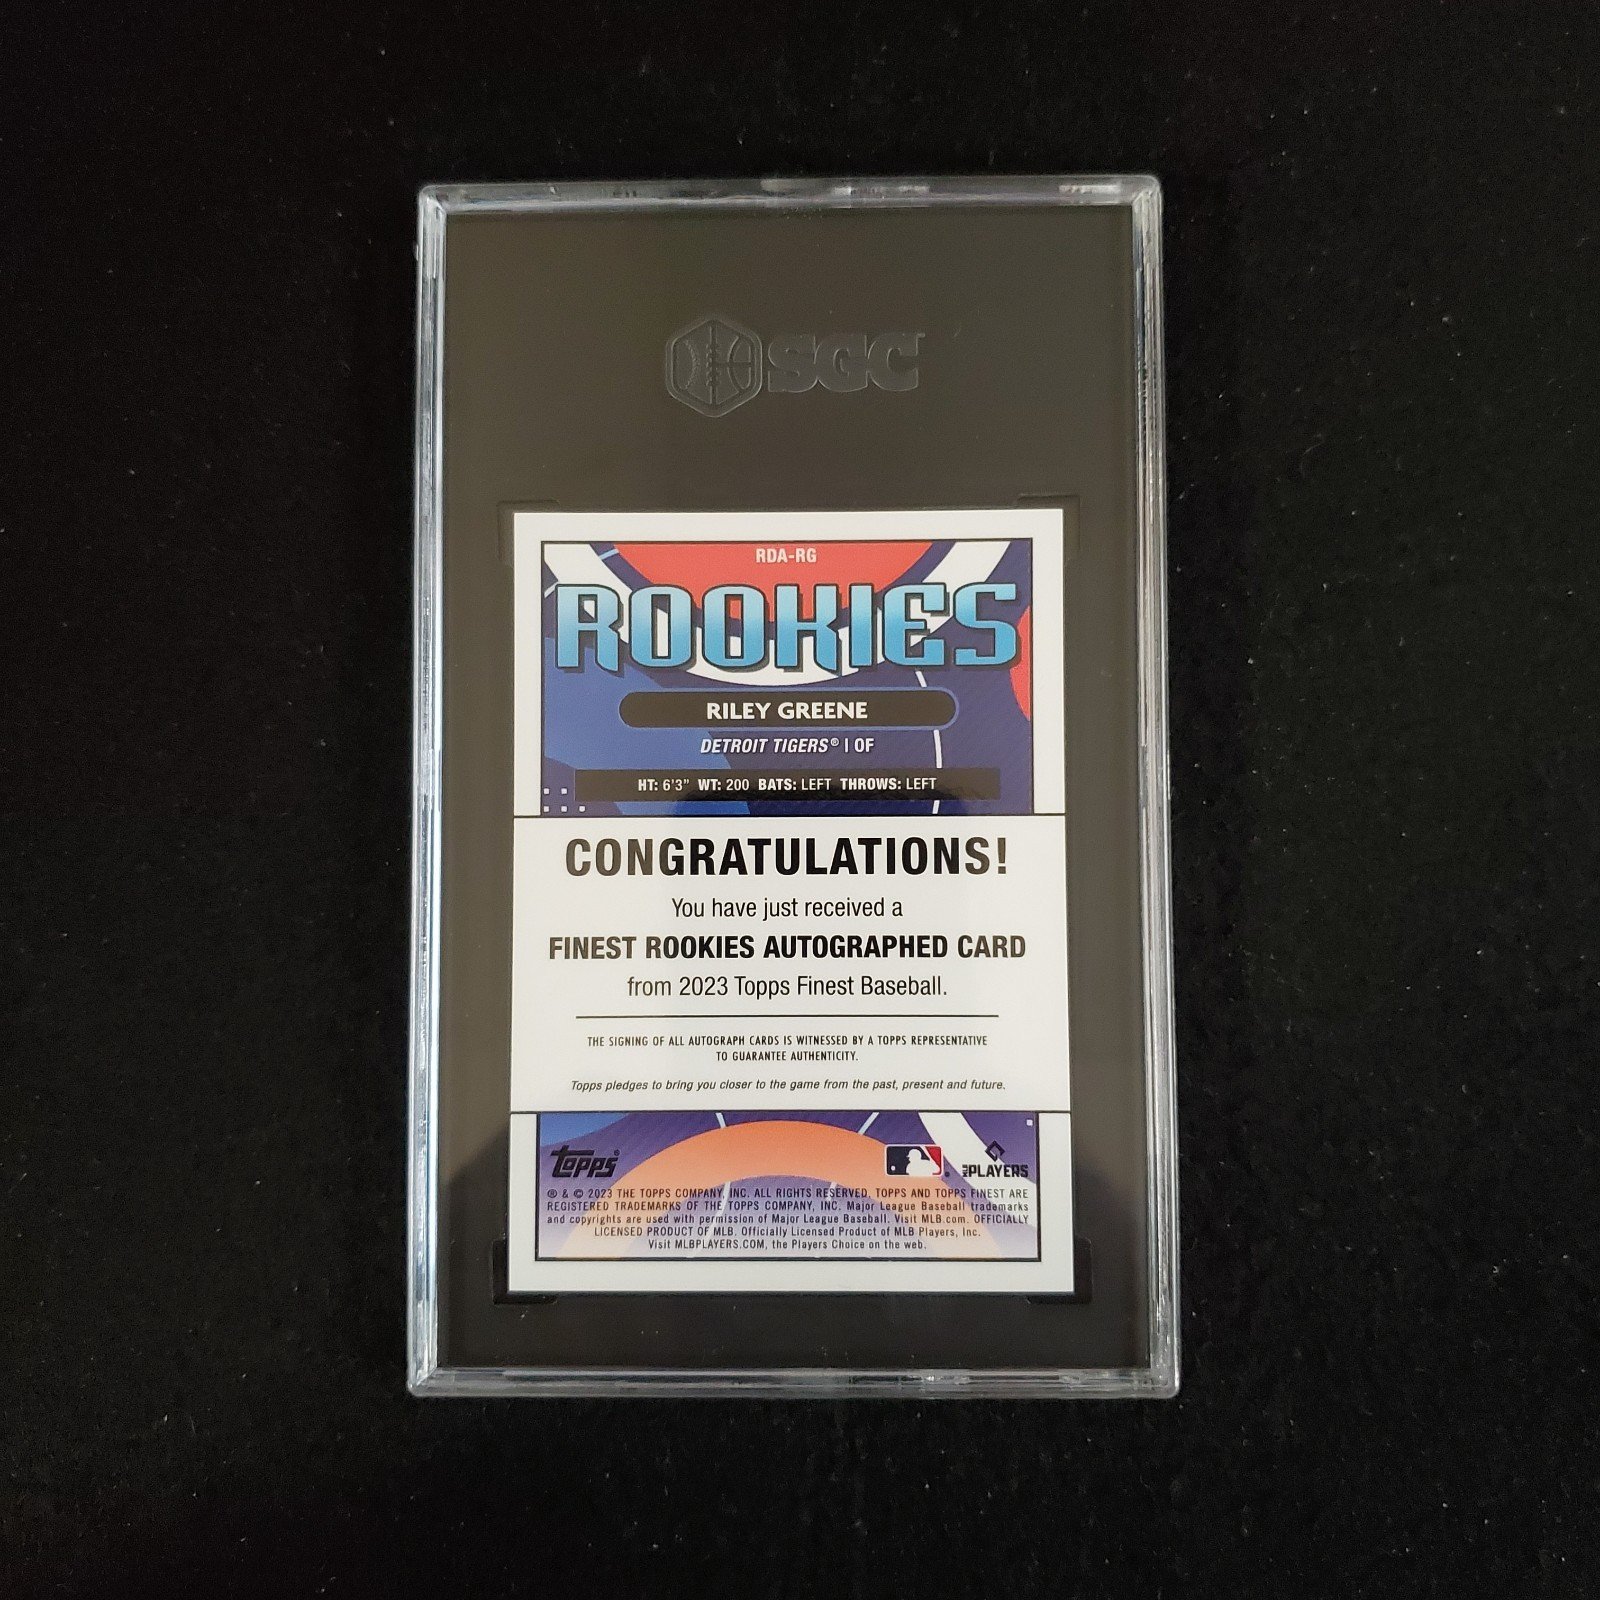 SGC
RDA-RG
ROOKIES
RILEY GREENE
DETROIT TIGERS® | OF
HT: 6'3" WT: 200 BATS: LEFT THROWS: LEFT
CONGRATULATIONS!
You have just received a
FINEST ROOKIES AUTOGRAPHED CARD
from 2023 Topps Finest Baseball.
THE SIGNING OF ALL AUTOGRAPH CARDS IS WITNESSED BY A TOPPS REPRESENTATIVE
TO GUARANTEE AUTHENTICITY.
Topps pledges to bring you closer to the game from the past, present and future.
Topps®
MLB PLAYERS
® & © 2023 THE TOPPS COMPANY, INC. ALL RIGHTS RESERVED. TOPPS AND TOPPS FINEST ARE
REGISTERED TRADEMARKS OF THE TOPPS COMPANY, INC. Major League Baseball trademarks
and copyrights are used with permission of Major League Baseball. Visit MLB.com. OFFICIALLY
LICENSED PRODUCT OF MLB. Officially Licensed Product of MLB Players, Inc.
Visit MLBPLAYERS.COM, the Players Choice on the web.